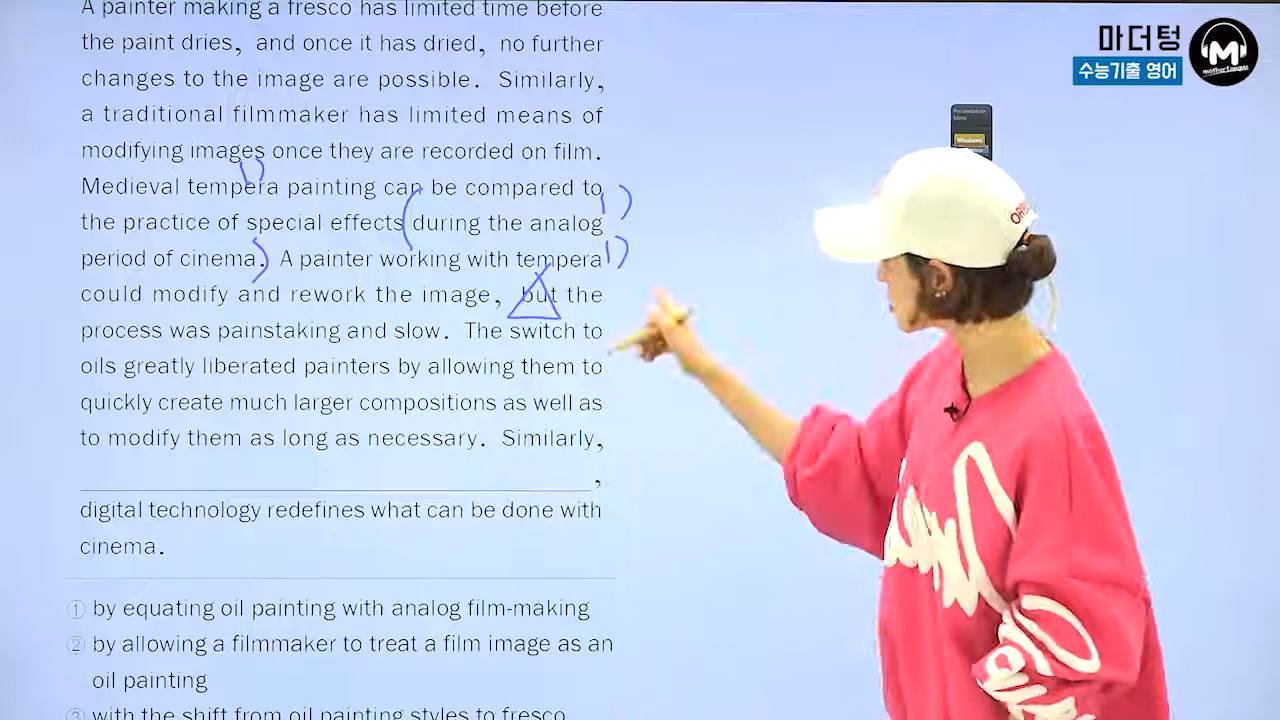 A painter making a fresco has limited time before
the paint dries, and once it has dried, no further
changes to the image are possible. Similarly,
a traditional filmmaker has limited means of
modifying images once they are recorded on film.
Medieval tempera painting can be compared to
the practice of special effects during the analog
period of cinema. A painter working with tempera
could modify and rework the image, but the
process was painstaking and slow. The switch to
oils greatly liberated painters by allowing them to
quickly create much larger compositions as well as
to modify them as long as necessary. Similarly,
,
digital technology redefines what can be done with
cinema.
① by equating oil painting with analog film-making
② by allowing a filmmaker to treat a film image as an
oil painting
마더텅
수능기출 영어
M
mothertongue
Presentation
Windows